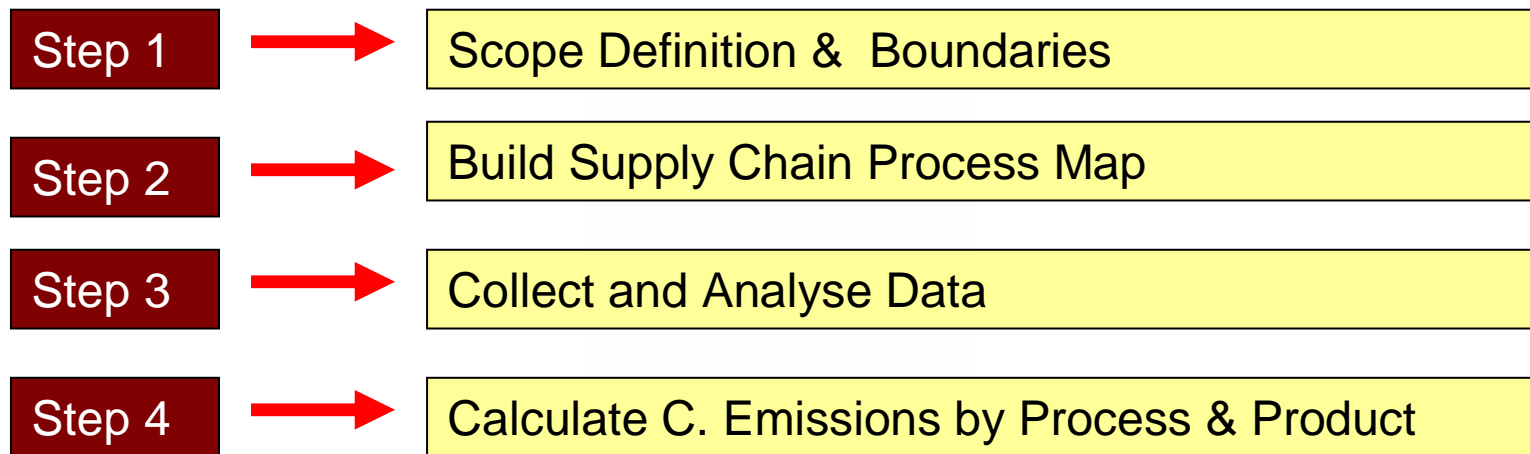 Step 1 Scope Definition & Boundaries
Step 2 Build Supply Chain Process Map
Step 3 Collect and Analyse Data
Step 4 Calculate C. Emissions by Process & Product